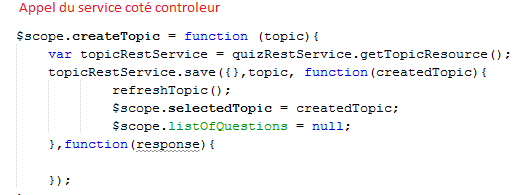 Appel du service coté controleur
$scope.createTopic = function (topic){
var topicRestService = quizRestService.getTopicResource();
topicRestService.save({},topic, function(createdTopic){
refreshTopic();
$scope.selectedTopic = createdTopic;
$scope.listOfQuestions = null;
},function(response){
});